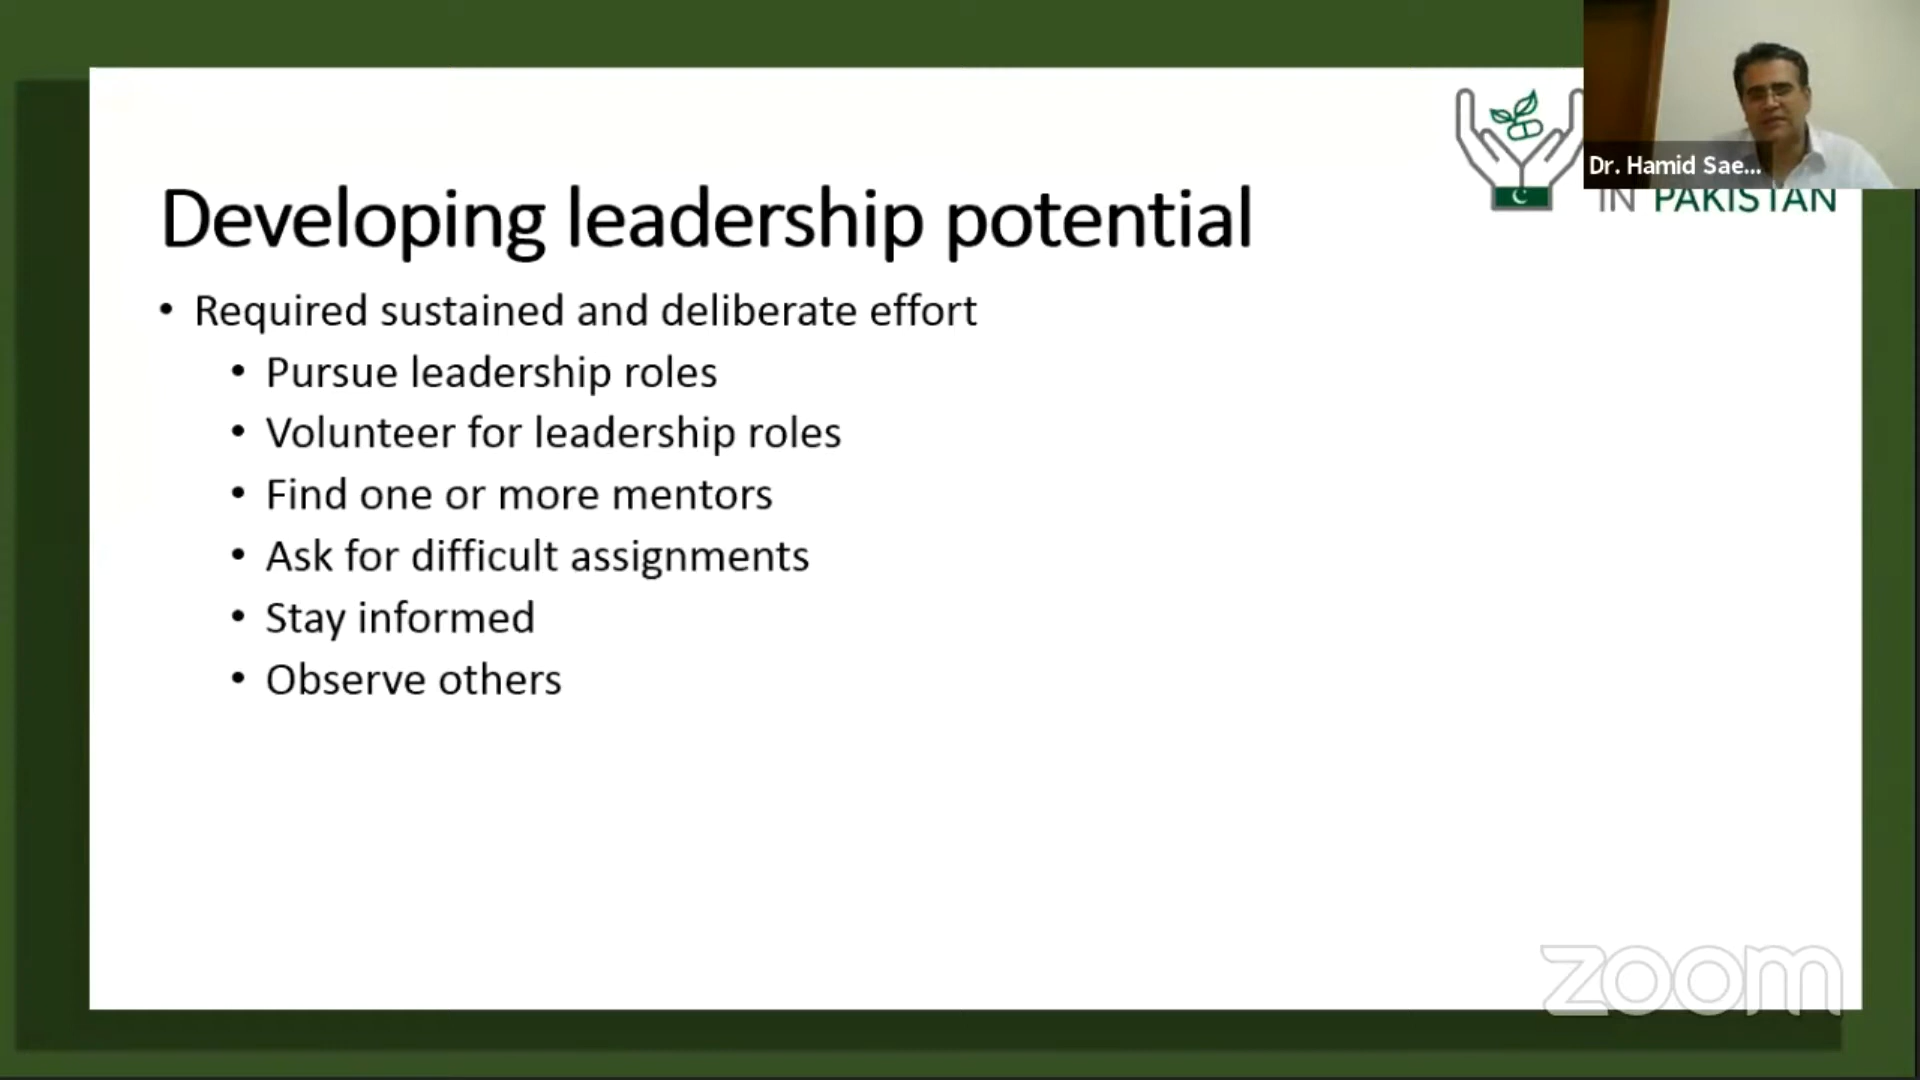 Dr. Hamid Sae...
IN PAKISTAN
Developing leadership potential
• Required sustained and deliberate effort
• Pursue leadership roles
• Volunteer for leadership roles
• Find one or more mentors
• Ask for difficult assignments
• Stay informed
• Observe others
zoom